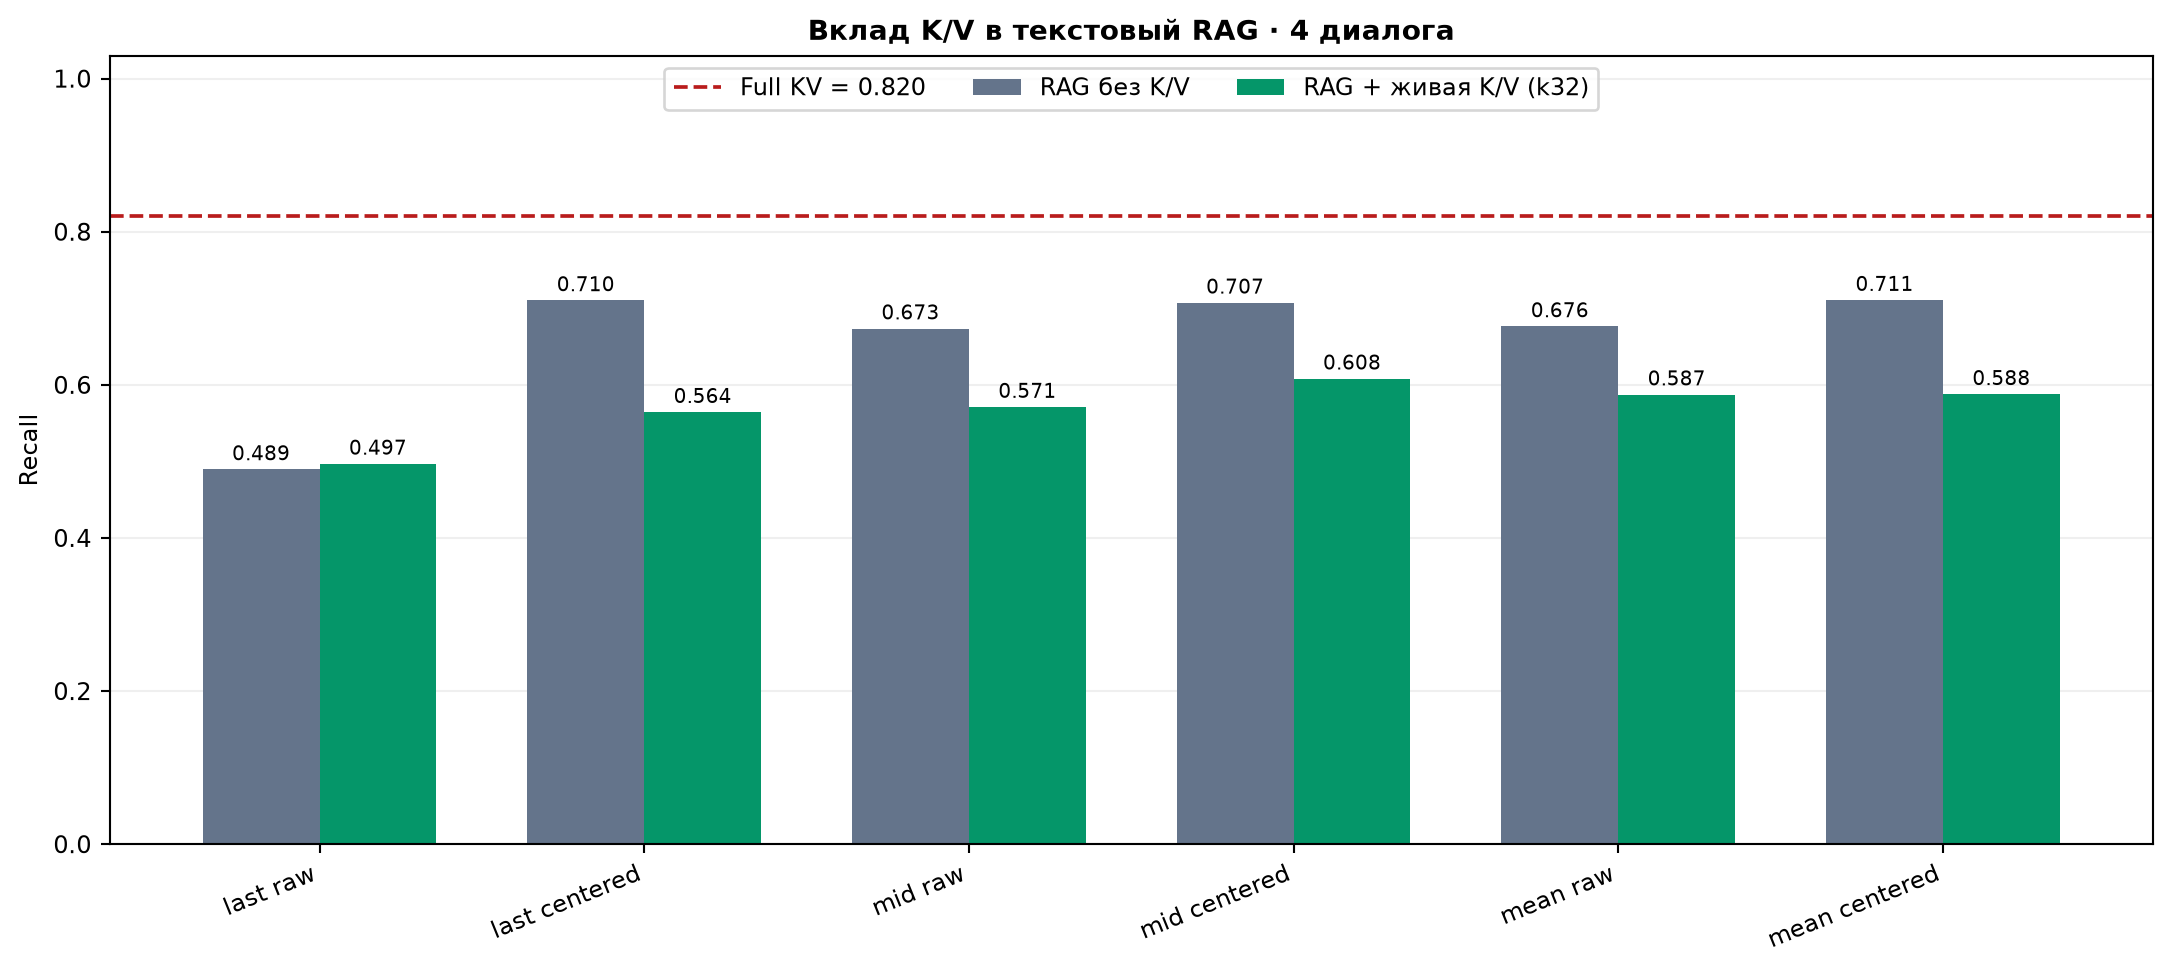 Вклад K/V в текстовый RAG · 4 диалога
Full KV = 0.820
RAG без K/V
RAG + живая K/V (k32)
Recall
1.0
0.8
0.6
0.4
0.2
0.0
0.489
0.497
0.710
0.564
0.673
0.571
0.707
0.608
0.676
0.587
0.711
0.588
last raw
last centered
mid raw
mid centered
mean raw
mean centered